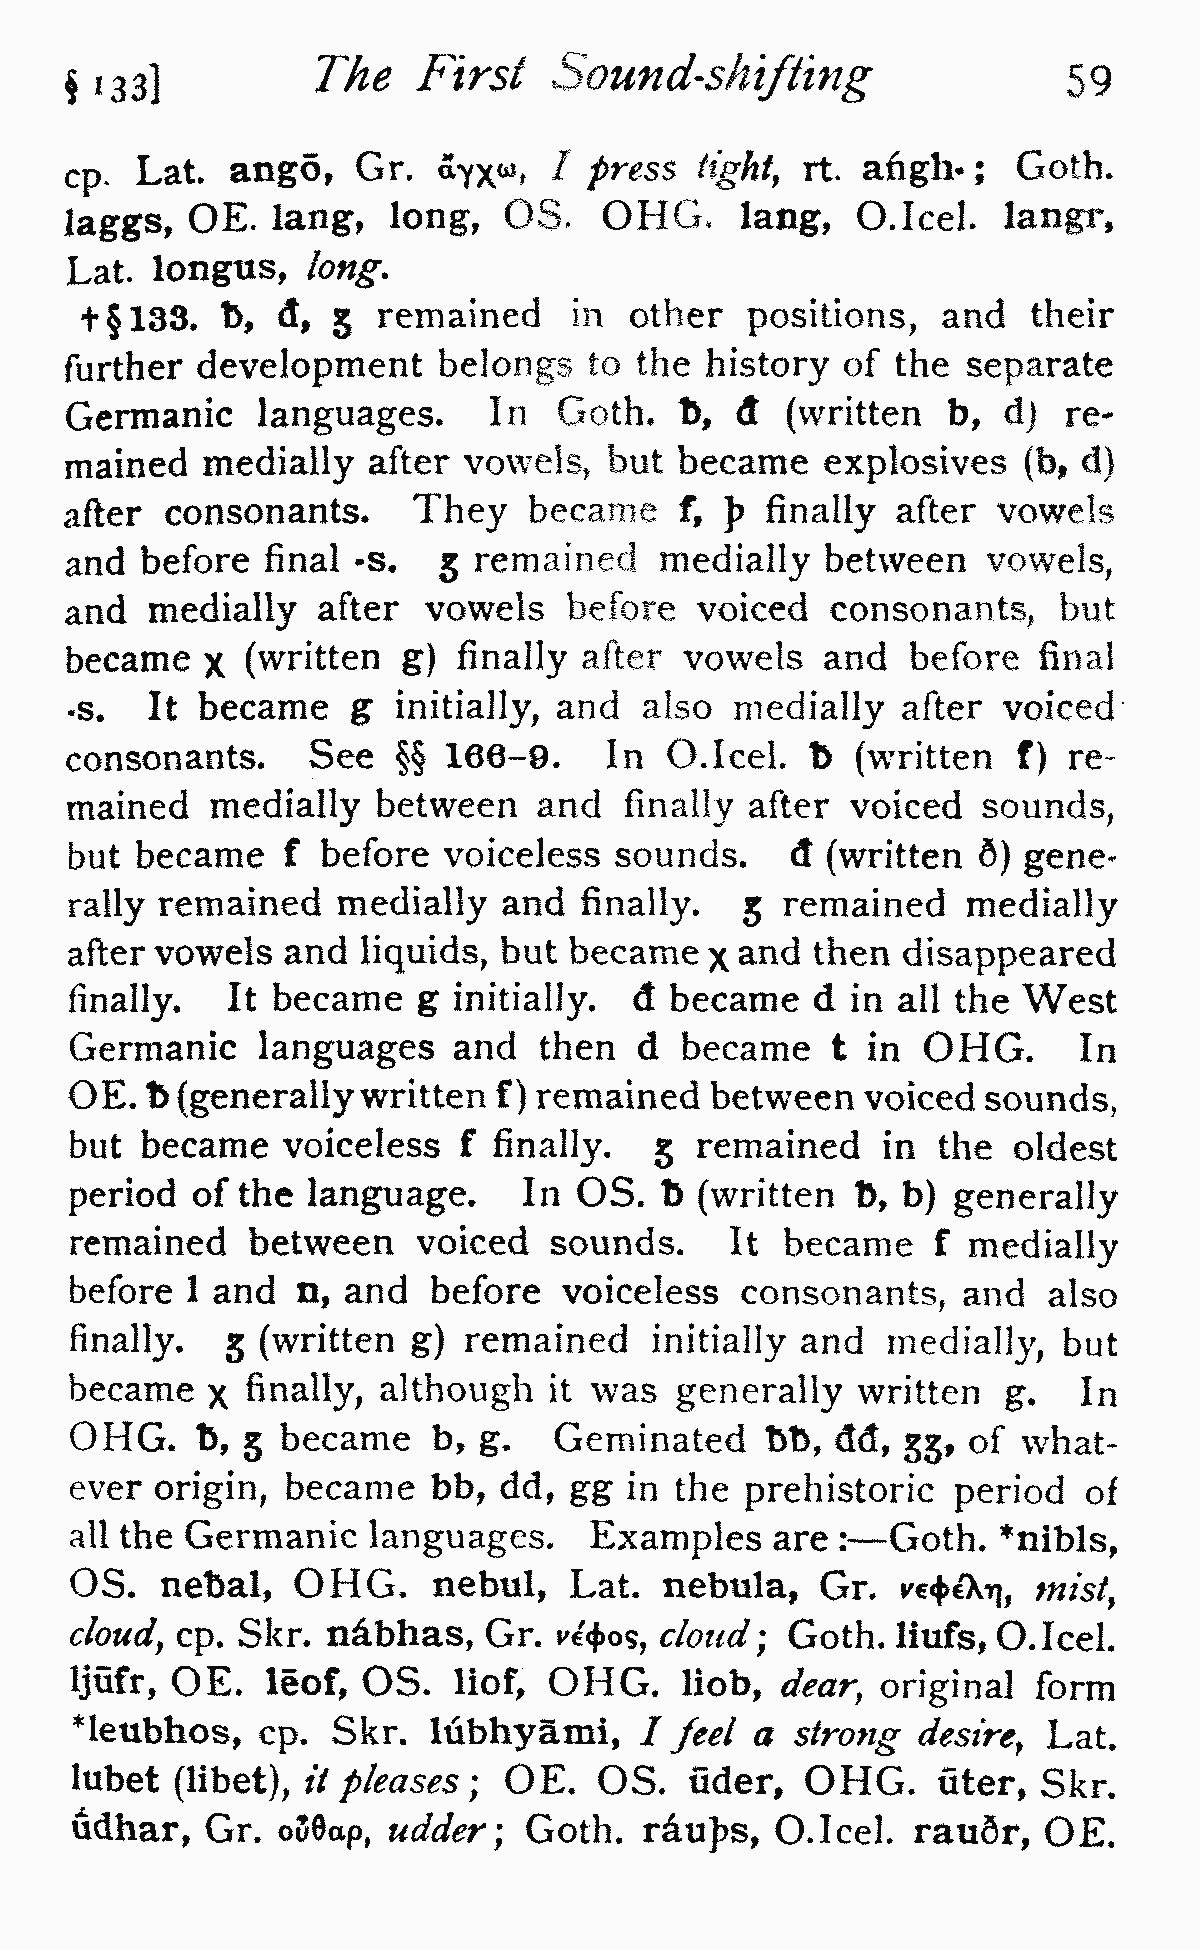 § 133] The First Sound-shifting 59
cp. Lat. angō, Gr. ἄγχω, I press tight, rt. aṅgh-; Goth.
laggs, OE. lang, long, OS. OHG. lang, O.Icel. langr,
Lat. longus, long.
†§ 133. ƀ, đ, ʒ remained in other positions, and their
further development belongs to the history of the separate
Germanic languages. In Goth. ƀ, đ (written b, d) re-
mained medially after vowels, but became explosives (b, d)
after consonants. They became f, þ finally after vowels
and before final -s. ʒ remained medially between vowels,
and medially after vowels before voiced consonants, but
became χ (written g) finally after vowels and before final
-s. It became g initially, and also medially after voiced
consonants. See §§ 166-9. In O.Icel. ƀ (written f) re-
mained medially between and finally after voiced sounds,
but became f before voiceless sounds. đ (written ð) gene-
rally remained medially and finally. ʒ remained medially
after vowels and liquids, but became χ and then disappeared
finally. It became g initially. đ became d in all the West
Germanic languages and then d became t in OHG. In
OE. ƀ (generally written f) remained between voiced sounds,
but became voiceless f finally. ʒ remained in the oldest
period of the language. In OS. ƀ (written ƀ, b) generally
remained between voiced sounds. It became f medially
before l and n, and before voiceless consonants, and also
finally. ʒ (written g) remained initially and medially, but
became χ finally, although it was generally written g. In
OHG. ƀ, ʒ became b, g. Geminated ƀƀ, đđ, ʒʒ, of what-
ever origin, became bb, dd, gg in the prehistoric period of
all the Germanic languages. Examples are :—Goth. *nibls,
OS. neƀal, OHG. nebul, Lat. nebula, Gr. νεφέλη, mist,
cloud, cp. Skr. nábhas, Gr. νέφος, cloud; Goth. liufs, O.Icel.
ljūfr, OE. lēof, OS. liof, OHG. liob, dear, original form
*leubhos, cp. Skr. lúbhyāmi, I feel a strong desire, Lat.
lubet (libet), it pleases; OE. OS. ūder, OHG. ūter, Skr.
ū́dhar, Gr. οὖθαρ, udder; Goth. ráuþs, O.Icel. rauðr, OE.